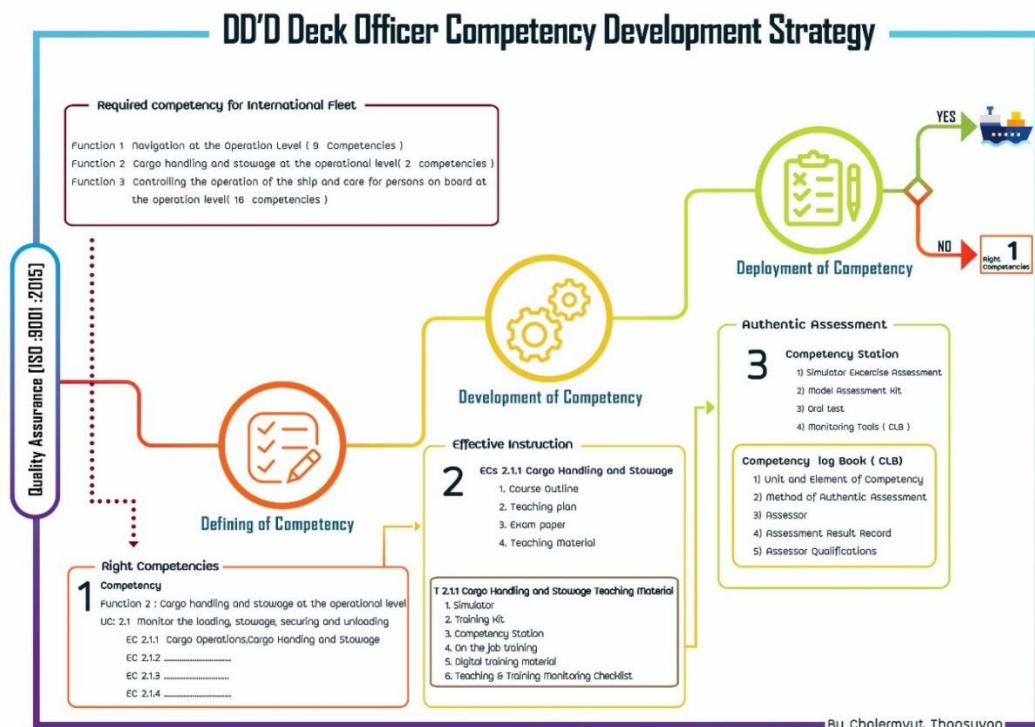 DD'D Deck Officer Competency Development Strategy
Required competency for International Fleet
Function 1 Navigation at the Operation Level ( 9 Competencies )
Function 2 Cargo handling and stowage at the operational level( 2 competencies )
Function 3 Controlling the operation of the ship and care for persons on board at
the operation level( 16 competencies )
YES
NO
Right
Competencies
1
Quality Assurance [ISO :9001 :2015]
Defining of Competency
Development of Competency
Deployment of Competency
Right Competencies
1
Competency
Function 2 : Cargo handling and stowage at the operational level
UC: 2.1 Monitor the loading, stowage, securing and unloading
EC 2.1.1 Cargo Operations,Cargo Handing and Stowage
EC 2.1.2 ................................
EC 2.1.3 ................................
EC 2.1.4 ................................
Effective Instruction
2
ECs 2.1.1 Cargo Handling and Stowage
1. Course Outline
2. Teaching plan
3. Exam paper
4. Teaching Material
T 2.1.1 Cargo Handling and Stowage Teaching Material
1. Simulator
2. Training Kit
3. Competency Station
4. On the job training
5. Digital training material
6. Teaching & Training Monitoring Checklist
Authentic Assessment
3
Competency Station
1) Simulator Excercise Assessment
2) Model Assessment Kit
3) Oral test
4) Monitoring Tools ( CLB )
Competency log Book ( CLB)
1) Unit and Element of Competency
2) Method of Authentic Assessment
3) Assessor
4) Assessment Result Record
5) Assessor Qualifications
By Chalermyut Thongsuyan